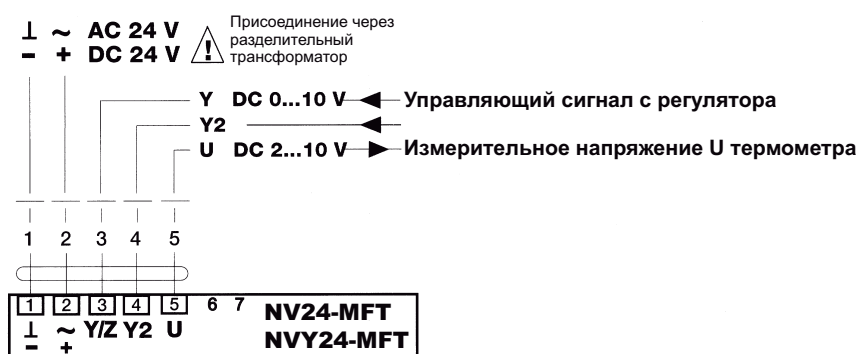 ⊥ ~ AC 24 V
– + DC 24 V
Присоединение через
разделительный
трансформатор
Y DC 0...10 V Управляющий сигнал с регулятора
Y2
U DC 2...10 V Измерительное напряжение U термометра
1 2 3 4 5
1 2 3 4 5 6 7 NV24-MFT
⊥ ~ Y/Z Y2 U NVY24-MFT
– +